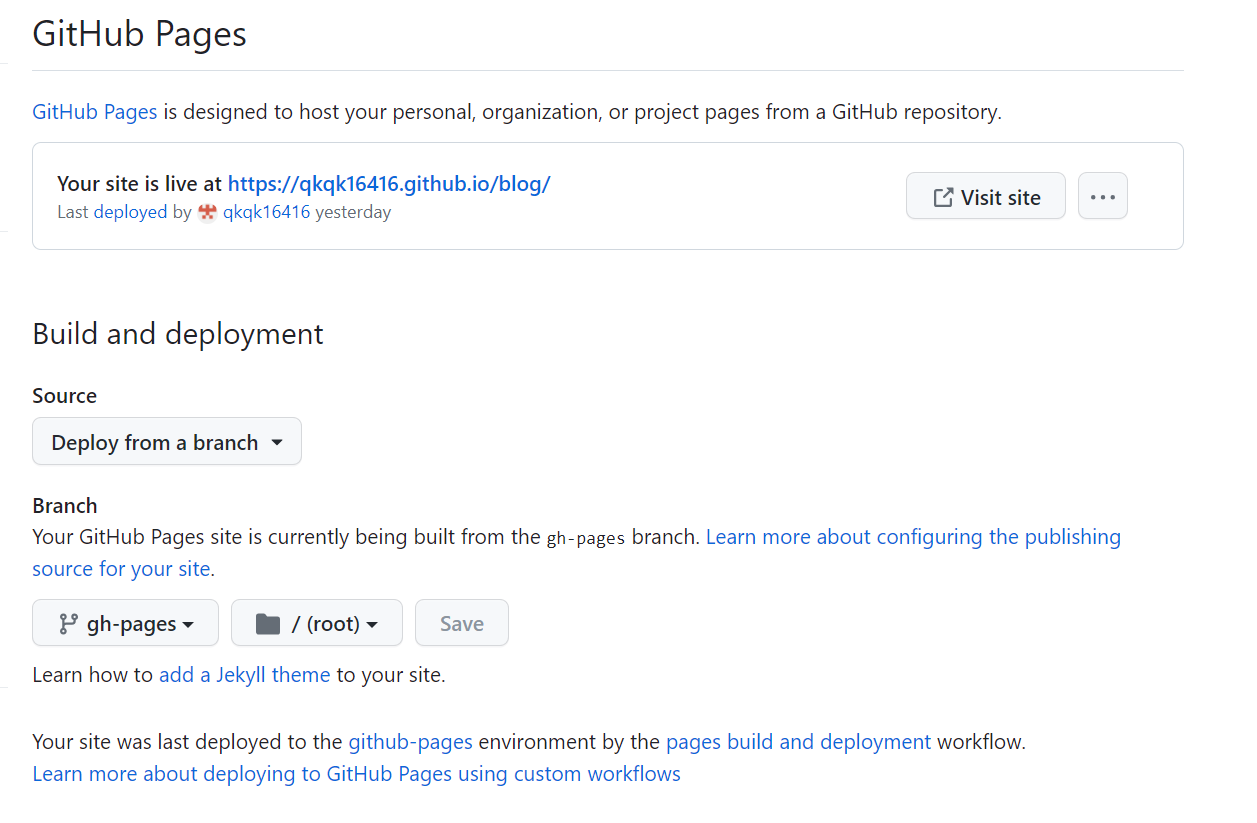 GitHub Pages
GitHub Pages is designed to host your personal, organization, or project pages from a GitHub repository.
Your site is live at https://qkqk16416.github.io/blog/
Last deployed by qkqk16416 yesterday
Visit site
Build and deployment
Source
Deploy from a branch
Branch
Your GitHub Pages site is currently being built from the gh-pages branch. Learn more about configuring the publishing
source for your site.
gh-pages / (root) Save
Learn how to add a Jekyll theme to your site.
Your site was last deployed to the github-pages environment by the pages build and deployment workflow.
Learn more about deploying to GitHub Pages using custom workflows